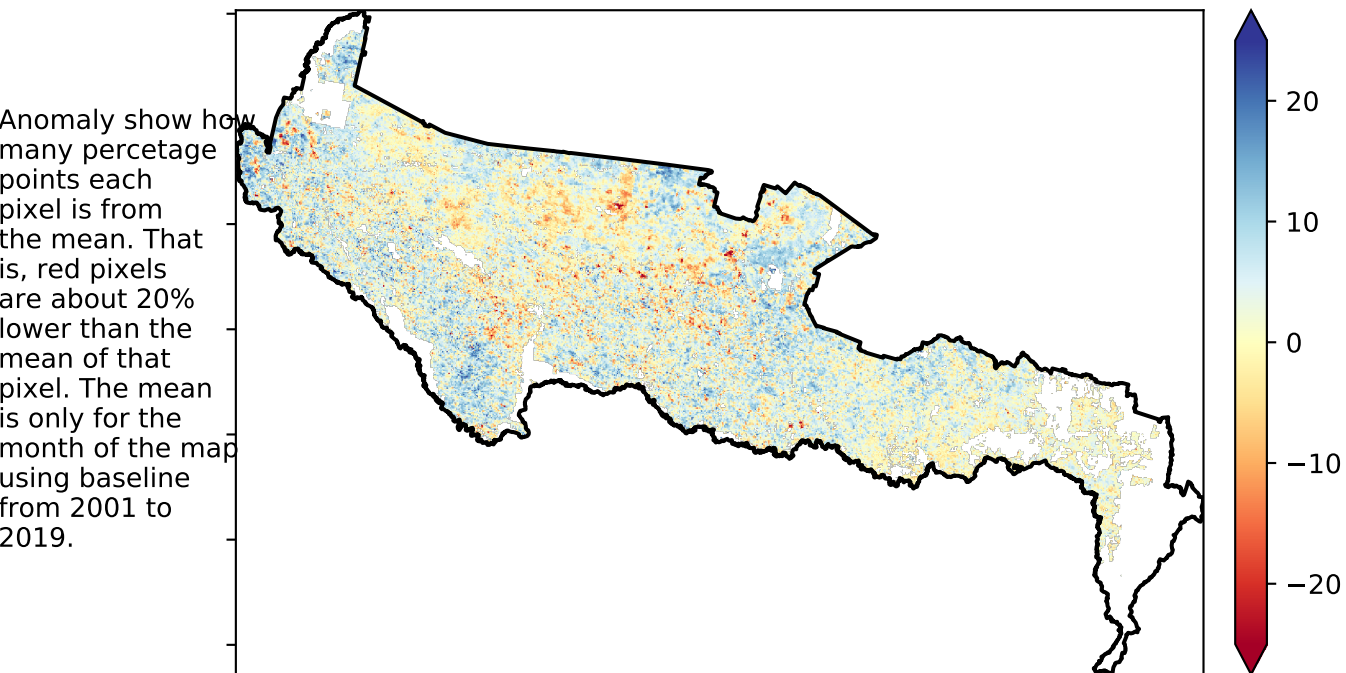 Anomaly show how
many percetage
points each
pixel is from
the mean. That
is, red pixels
are about 20%
lower than the
mean of that
pixel. The mean
is only for the
month of the map
using baseline
from 2001 to
2019.
20
10
0
−10
−20